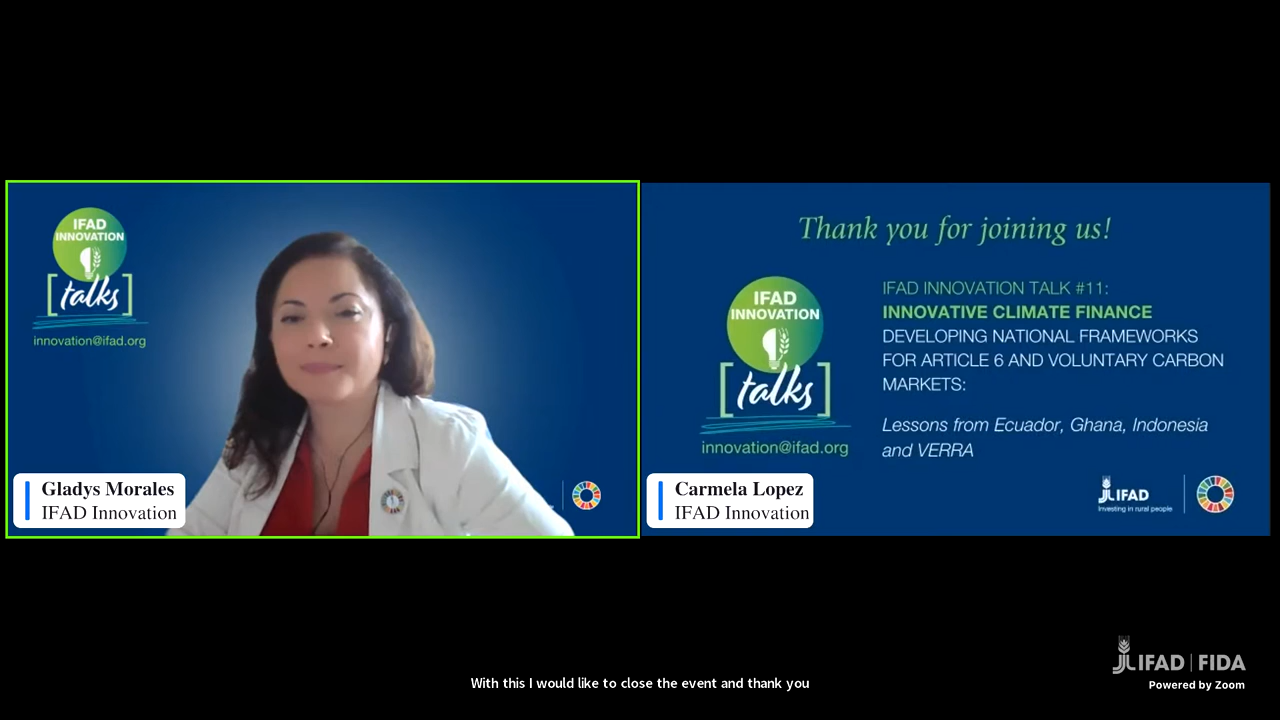 IFAD
INNOVATION
talks
innovation@ifad.org
Gladys Morales
IFAD Innovation
Thank you for joining us!
IFAD
INNOVATION
talks
innovation@ifad.org
IFAD INNOVATION TALK #11:
INNOVATIVE CLIMATE FINANCE
DEVELOPING NATIONAL FRAMEWORKS
FOR ARTICLE 6 AND VOLUNTARY CARBON
MARKETS:
Lessons from Ecuador, Ghana, Indonesia
and VERRA
IFAD
Investing in rural people
Carmela Lopez
IFAD Innovation
IFAD | FIDA
Powered by Zoom
With this I would like to close the event and thank you